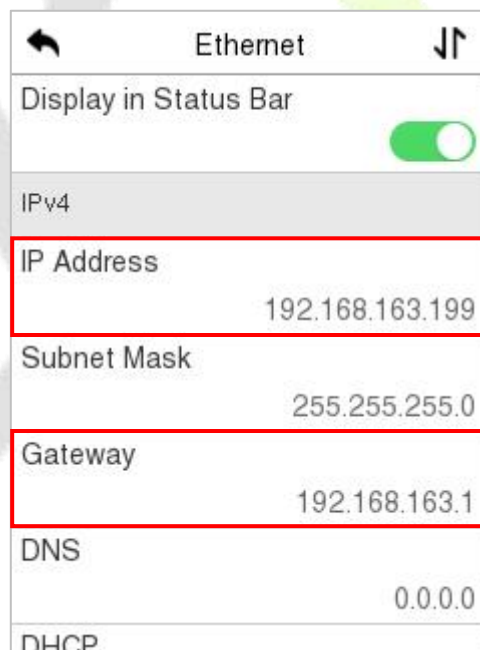 Ethernet
Display in Status Bar
IPv4
IP Address
192.168.163.199
Subnet Mask
255.255.255.0
Gateway
192.168.163.1
DNS
0.0.0.0
DHCP